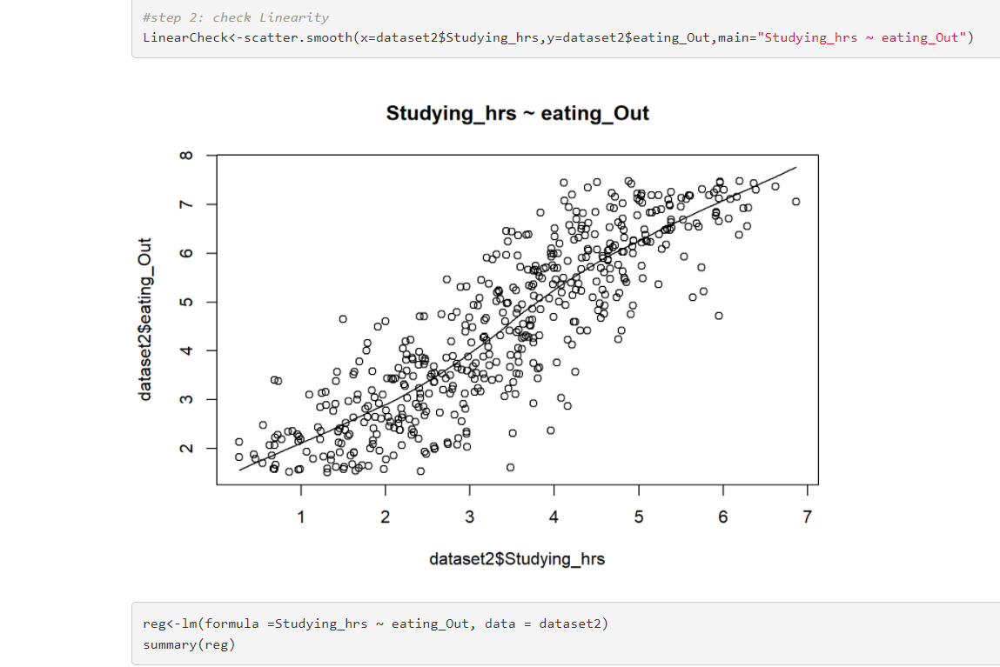 #step 2: check Linearity
LinearCheck<-scatter.smooth(x=dataset2$Studying_hrs,y=dataset2$eating_Out,main="Studying_hrs ~ eating_Out")
Studying_hrs ~ eating_Out
dataset2$eating_Out
8
7
6
5
4
3
2
1 2 3 4 5 6 7
dataset2$Studying_hrs
reg<-lm(formula =Studying_hrs ~ eating_Out, data = dataset2)
summary(reg)